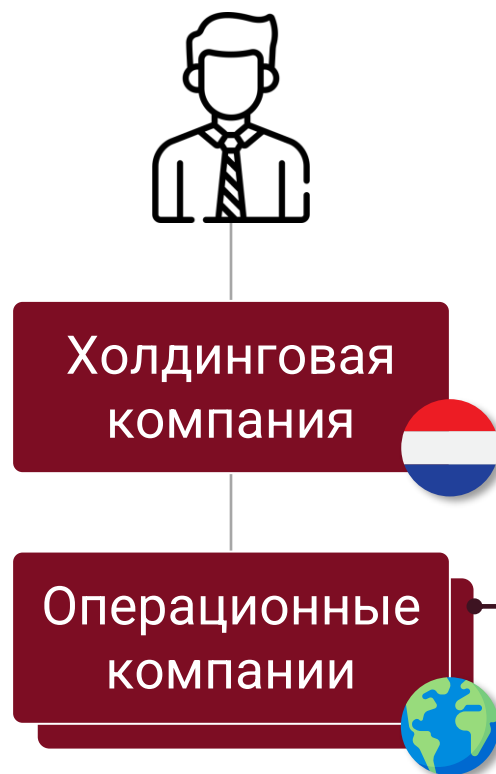 Холдинговая
компания
Операционные
компании